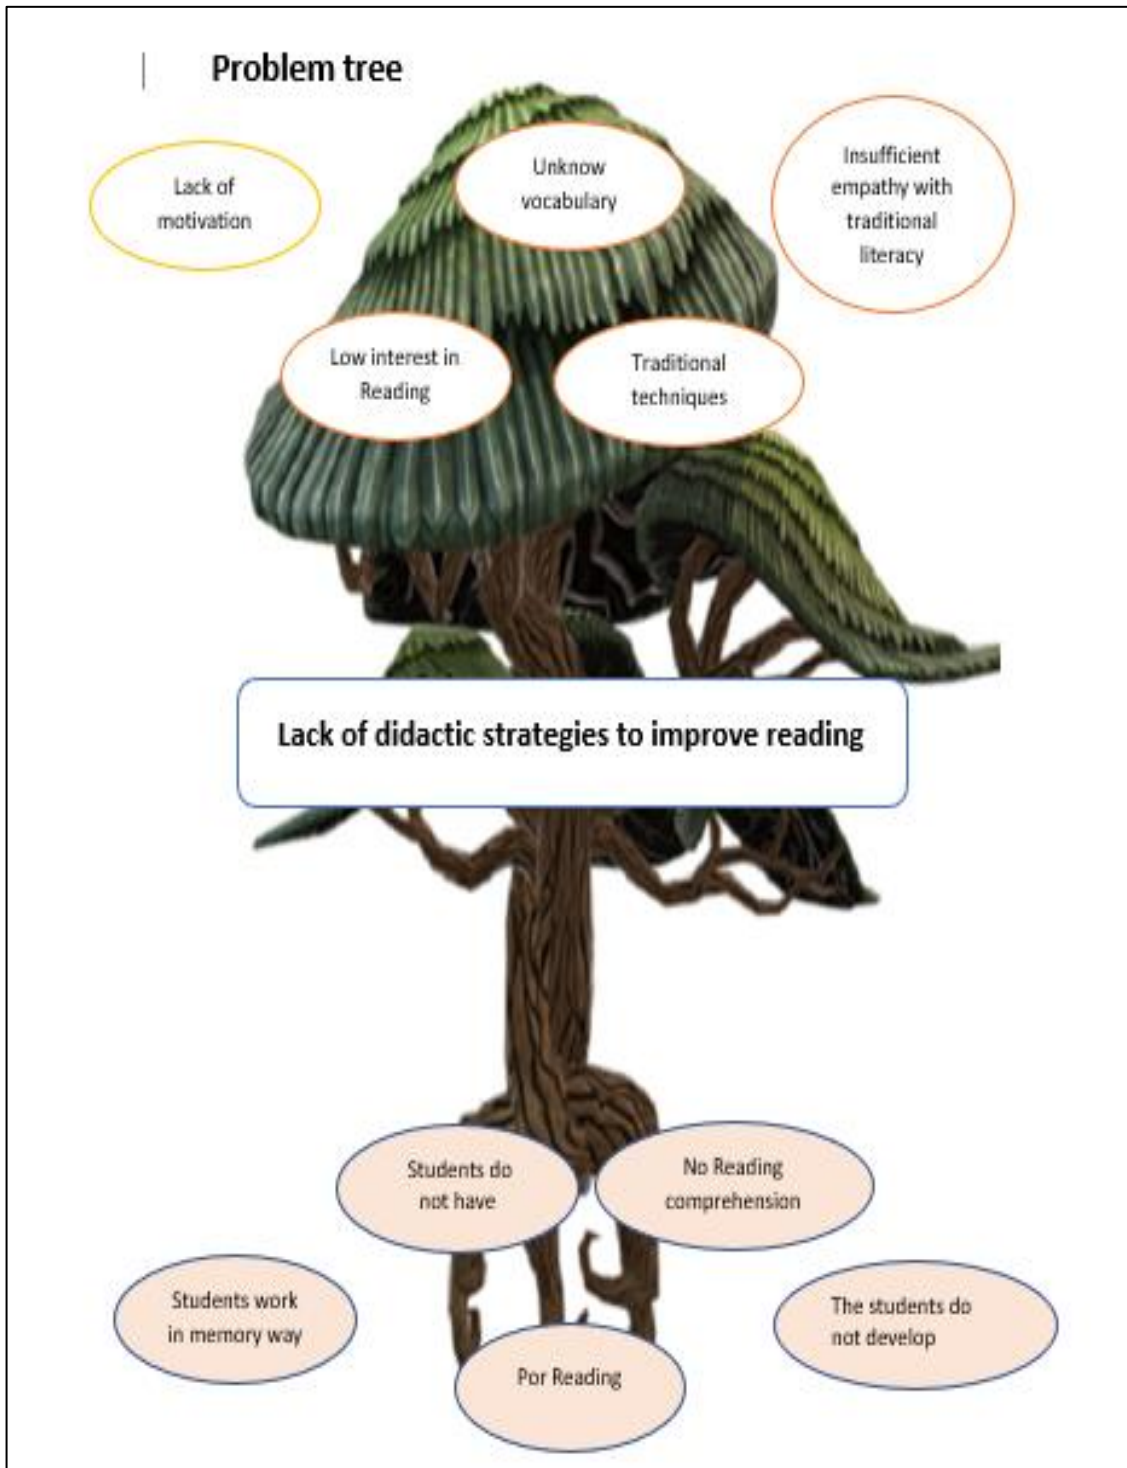 Problem tree
Lack of
motivation
Unknow
vocabulary
Insufficient
empathy with
traditional
literacy
Low interest in
Reading
Traditional
techniques
Lack of didactic strategies to improve reading
Students do
not have
No Reading
comprehension
Students work
in memory way
Por Reading
The students do
not develop